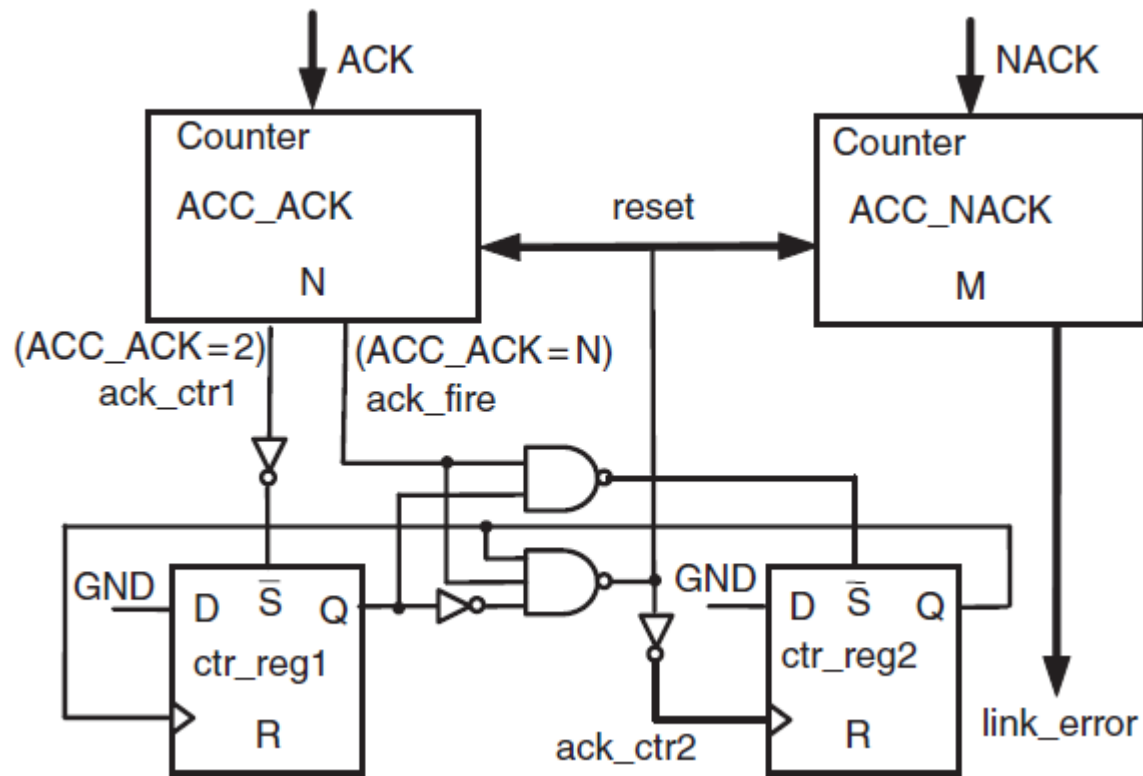 ACK
NACK
Counter
ACC_ACK
N
reset
Counter
ACC_NACK
M
(ACC_ACK=2)
ack_ctr1
(ACC_ACK=N)
ack_fire
GND
D
S̅
Q
ctr_reg1
R
GND
D
S̅
Q
ctr_reg2
R
ack_ctr2
link_error